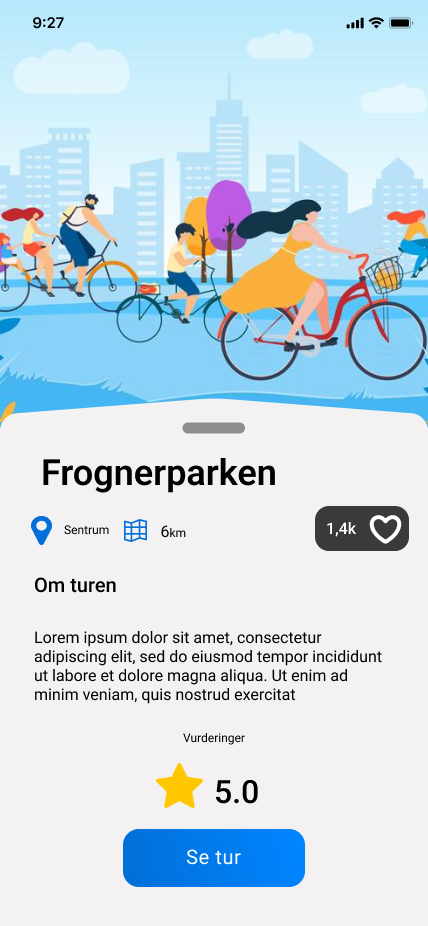 9:27
Frognerparken
Sentrum 6km 1,4k
Om turen
Lorem ipsum dolor sit amet, consectetur
adipiscing elit, sed do eiusmod tempor incididunt
ut labore et dolore magna aliqua. Ut enim ad
minim veniam, quis nostrud exercitat
Vurderinger
5.0
Se tur